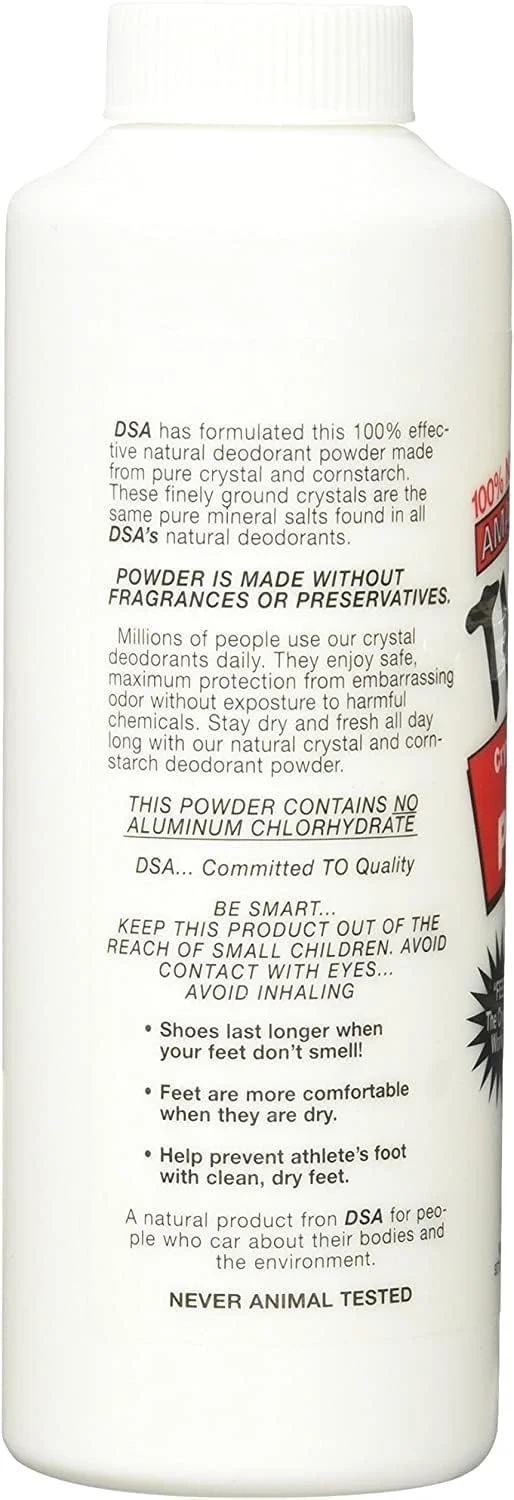 DSA has formulated this 100% effec-
tive natural deodorant powder made
from pure crystal and cornstarch.
These finely ground crystals are the
same pure mineral salts found in all
DSA's natural deodorants.
POWDER IS MADE WITHOUT
FRAGRANCES OR PRESERVATIVES.
Millions of people use our crystal
deodorants daily. They enjoy safe,
maximum protection from embarrassing
odor without exposure to harmful
chemicals. Stay dry and fresh all day
long with our natural crystal and corn-
starch deodorant powder.
THIS POWDER CONTAINS NO
ALUMINUM CHLORHYDRATE
DSA... Committed TO Quality
BE SMART...
KEEP THIS PRODUCT OUT OF THE
REACH OF SMALL CHILDREN. AVOID
CONTACT WITH EYES...
AVOID INHALING
• Shoes last longer when
your feet don't smell!
• Feet are more comfortable
when they are dry.
• Help prevent athlete's foot
with clean, dry feet.
A natural product fron DSA for peo-
ple who car about their bodies and
the environment.
NEVER ANIMAL TESTED
100%
The